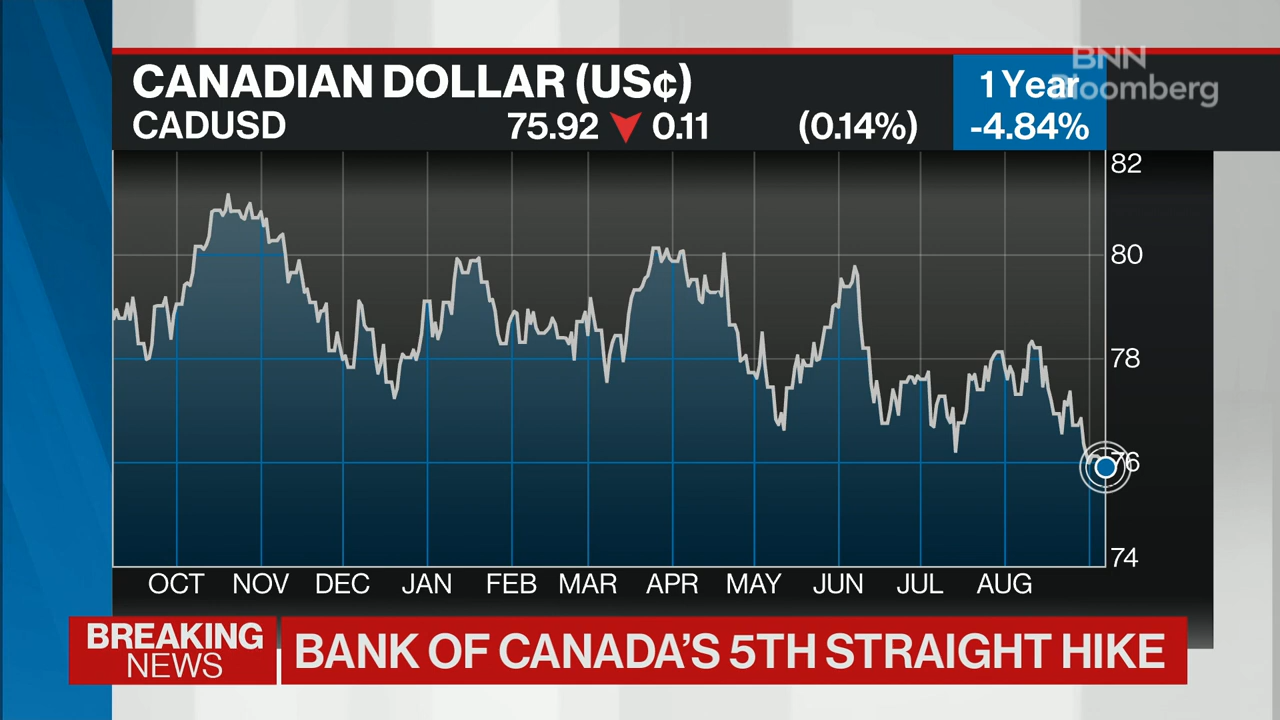 BNN
Bloomberg
CANADIAN DOLLAR (US¢)
1 Year
CADUSD 75.92 0.11 (0.14%) -4.84%
82
80
78
76
74
OCT NOV DEC JAN FEB MAR APR MAY JUN JUL AUG
BREAKING
NEWS
BANK OF CANADA'S 5TH STRAIGHT HIKE